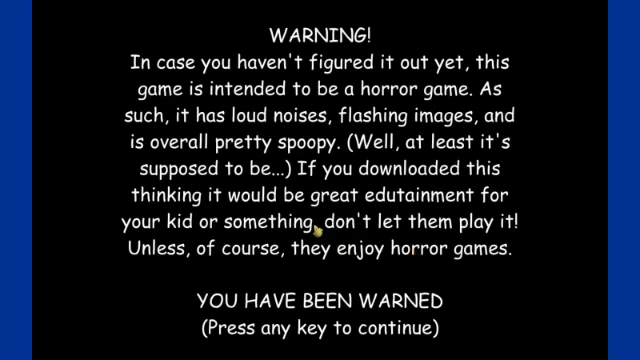 WARNING!
In case you haven't figured it out yet, this
game is intended to be a horror game. As
such, it has loud noises, flashing images, and
is overall pretty spoopy. (Well, at least it's
supposed to be...) If you downloaded this
thinking it would be great edutainment for
your kid or something, don't let them play it!
Unless, of course, they enjoy horror games.
YOU HAVE BEEN WARNED
(Press any key to continue)